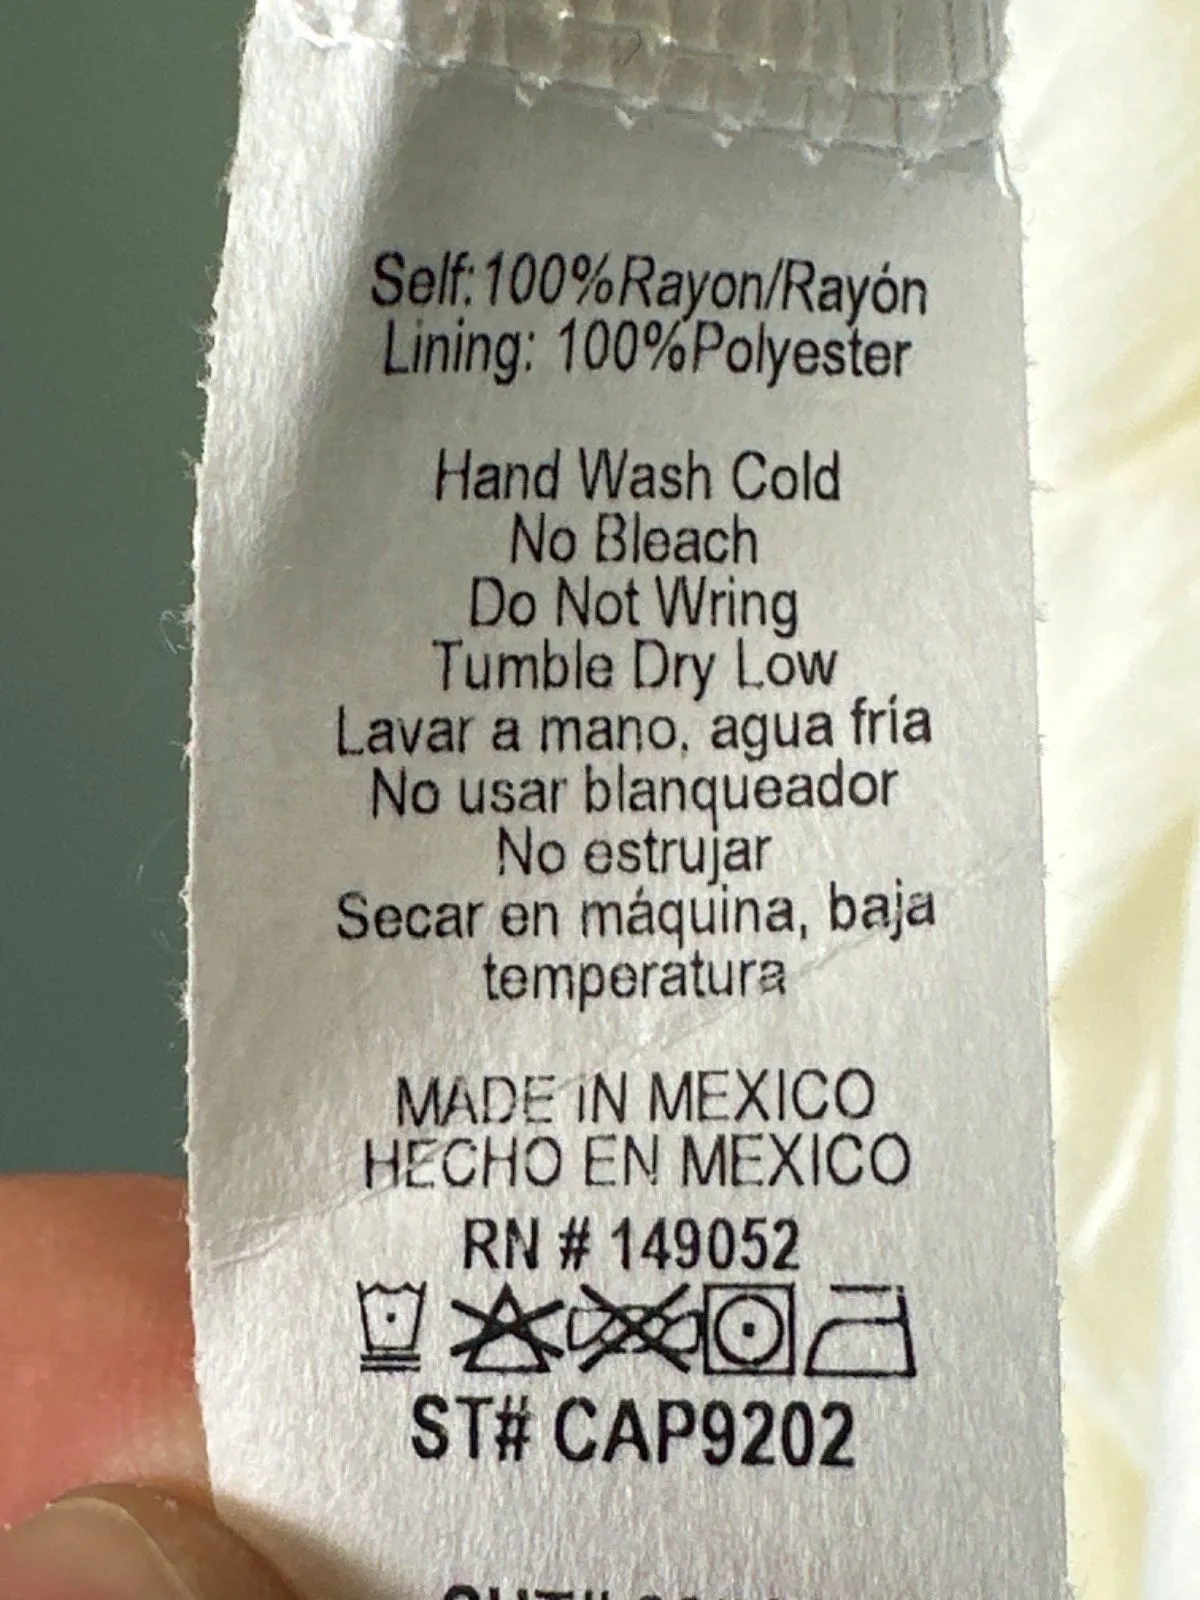 Self: 100%Rayon/Rayón
Lining: 100%Polyester
Hand Wash Cold
No Bleach
Do Not Wring
Tumble Dry Low
Lavar a mano, agua fría
No usar blanqueador
No estrujar
Secar en máquina, baja
temperatura
MADE IN MEXICO
HECHO EN MEXICO
RN # 149052
ST# CAP9202